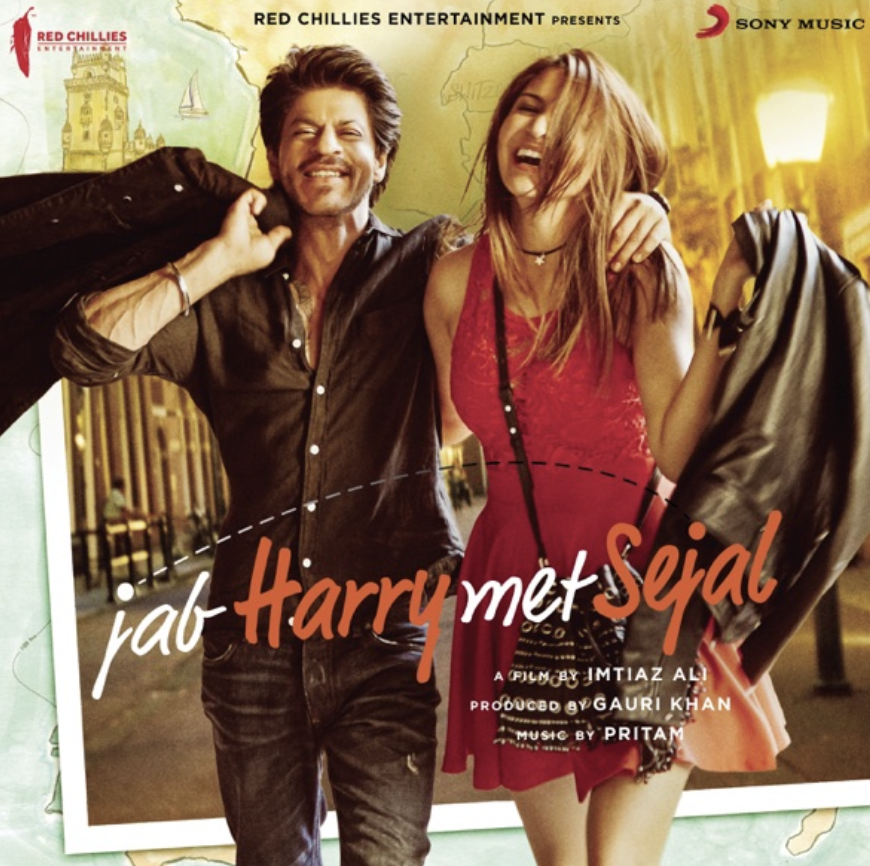 RED CHILLIES ENTERTAINMENT PRESENTS
RED CHILLIES
ENTERTAINMENT
SONY MUSIC
jab Harry met Sejal
A FILM BY IMTIAZ ALI
PRODUCED BY GAURI KHAN
MUSIC BY PRITAM